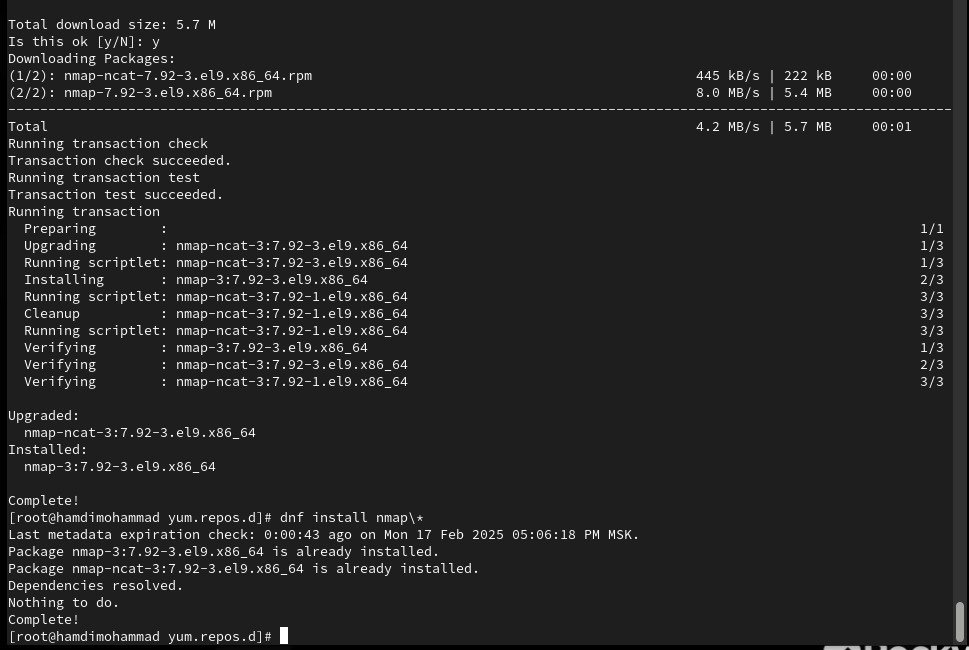 Total download size: 5.7 M
Is this ok [y/N]: y
Downloading Packages:
(1/2): nmap-ncat-7.92-3.el9.x86_64.rpm 445 kB/s | 222 kB 00:00
(2/2): nmap-7.92-3.el9.x86_64.rpm 8.0 MB/s | 5.4 MB 00:00
--------------------------------------------------------------------------------
Total 4.2 MB/s | 5.7 MB 00:01
Running transaction check
Transaction check succeeded.
Running transaction test
Transaction test succeeded.
Running transaction
Preparing : 1/1
Upgrading : nmap-ncat-3:7.92-3.el9.x86_64 1/3
Running scriptlet: nmap-ncat-3:7.92-3.el9.x86_64 1/3
Installing : nmap-3:7.92-3.el9.x86_64 2/3
Running scriptlet: nmap-ncat-3:7.92-1.el9.x86_64 3/3
Cleanup : nmap-ncat-3:7.92-1.el9.x86_64 3/3
Running scriptlet: nmap-ncat-3:7.92-1.el9.x86_64 3/3
Verifying : nmap-3:7.92-3.el9.x86_64 1/3
Verifying : nmap-ncat-3:7.92-3.el9.x86_64 2/3
Verifying : nmap-ncat-3:7.92-1.el9.x86_64 3/3
Upgraded:
nmap-ncat-3:7.92-3.el9.x86_64
Installed:
nmap-3:7.92-3.el9.x86_64
Complete!
[root@hamdimohammad yum.repos.d]# dnf install nmap\*
Last metadata expiration check: 0:00:43 ago on Mon 17 Feb 2025 05:06:18 PM MSK.
Package nmap-3:7.92-3.el9.x86_64 is already installed.
Package nmap-ncat-3:7.92-3.el9.x86_64 is already installed.
Dependencies resolved.
Nothing to do.
Complete!
[root@hamdimohammad yum.repos.d]#